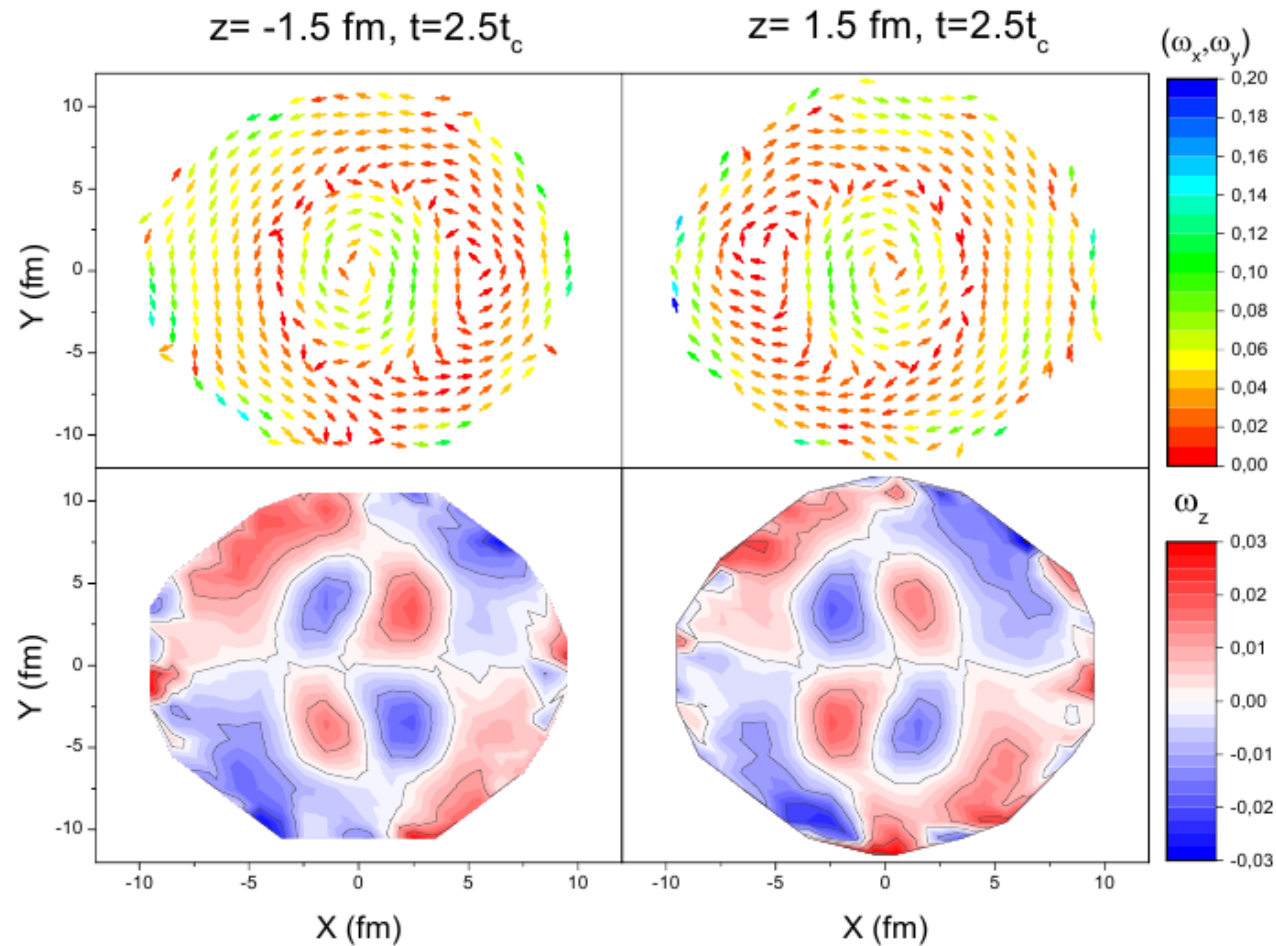 z= -1.5 fm, t=2.5t_c
z= 1.5 fm, t=2.5t_c
(ω_x,ω_y)
0,20
0,18
0,16
0,14
0,12
0,10
0,08
0,06
0,04
0,02
0,00
10
5
0
-5
-10
Y (fm)
ω_z
0,03
0,02
0,01
0,00
-0,01
-0,02
-0,03
10
5
0
-5
-10
Y (fm)
-10 -5 0 5 10
-10 -5 0 5 10
X (fm)
X (fm)